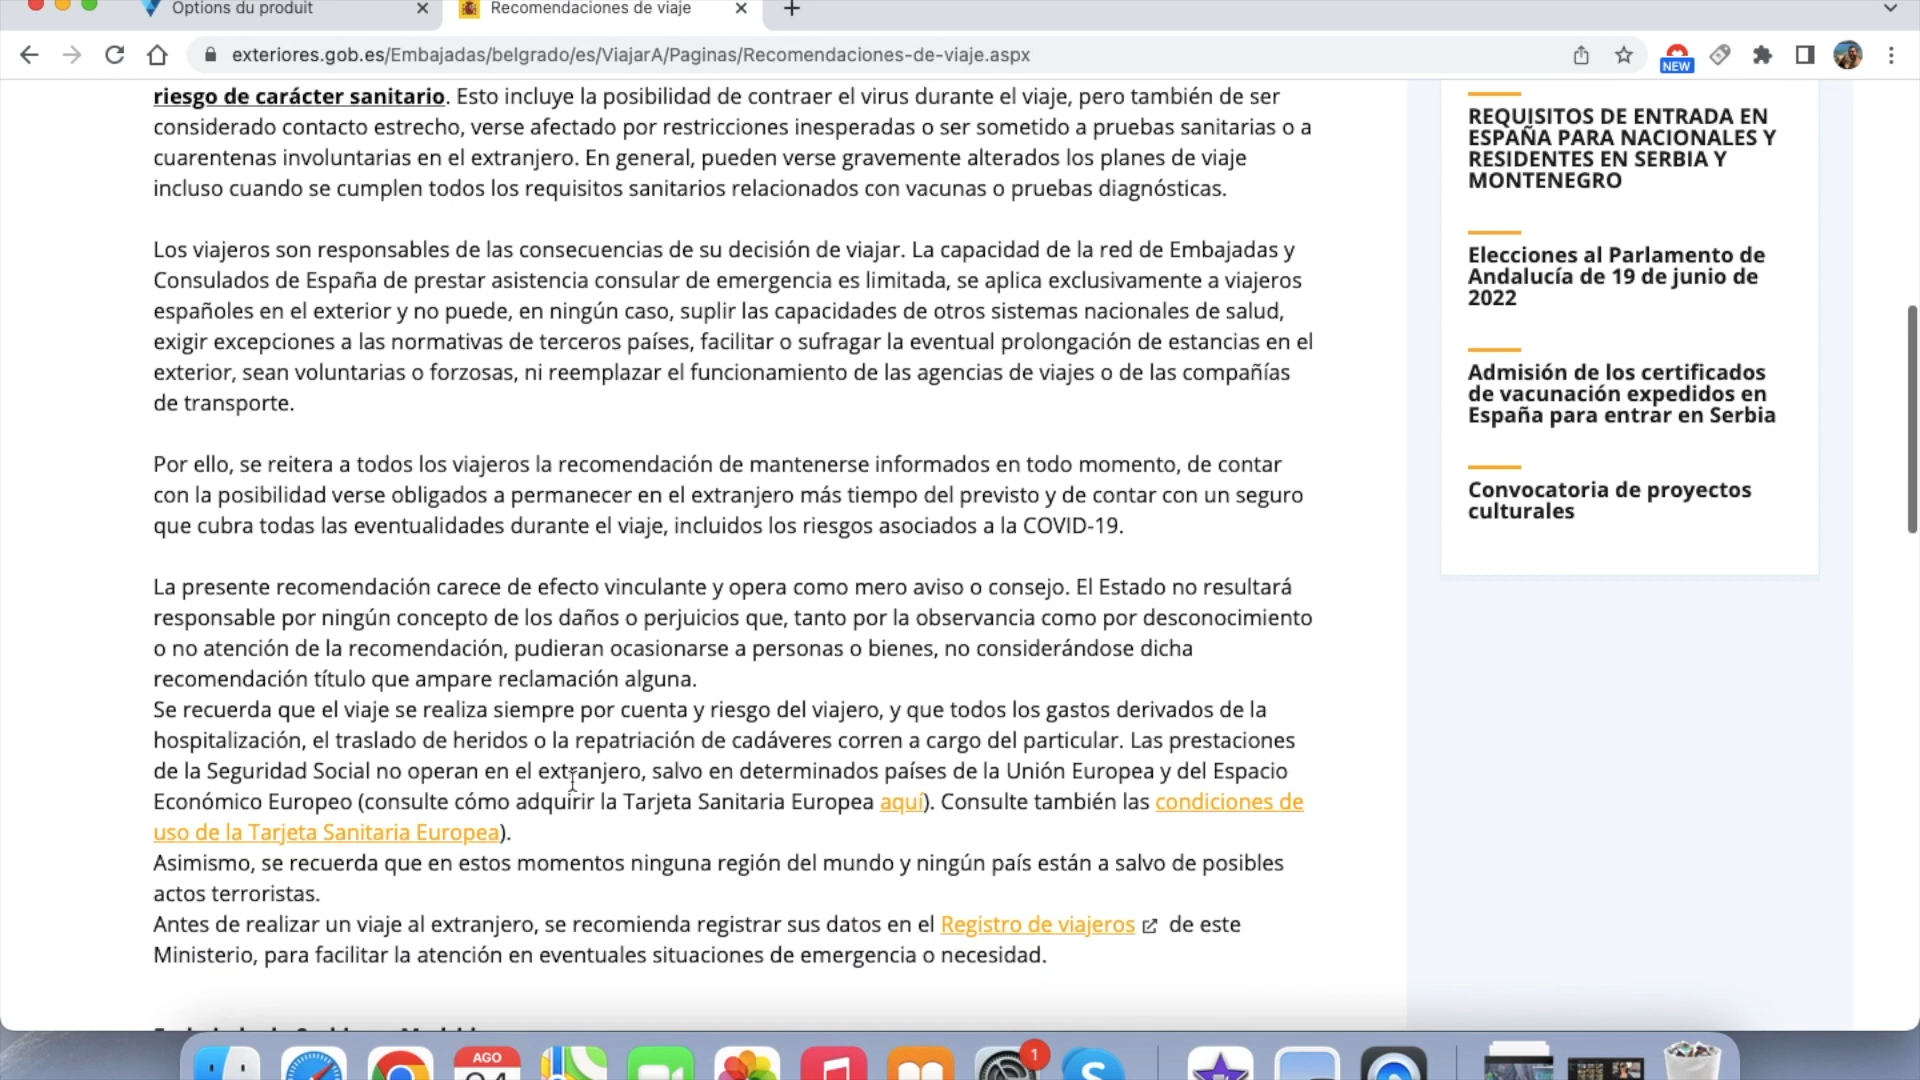 Options du produit
Recomendaciones de viaje
exteriores.gob.es/Embajadas/belgrado/es/ViajarA/Paginas/Recomendaciones-de-viaje.aspx
NEW
riesgo de carácter sanitario. Esto incluye la posibilidad de contraer el virus durante el viaje, pero también de ser
considerado contacto estrecho, verse afectado por restricciones inesperadas o ser sometido a pruebas sanitarias o a
cuarentenas involuntarias en el extranjero. En general, pueden verse gravemente alterados los planes de viaje
incluso cuando se cumplen todos los requisitos sanitarios relacionados con vacunas o pruebas diagnósticas.
Los viajeros son responsables de las consecuencias de su decisión de viajar. La capacidad de la red de Embajadas y
Consulados de España de prestar asistencia consular de emergencia es limitada, se aplica exclusivamente a viajeros
españoles en el exterior y no puede, en ningún caso, suplir las capacidades de otros sistemas nacionales de salud,
exigir excepciones a las normativas de terceros países, facilitar o sufragar la eventual prolongación de estancias en el
exterior, sean voluntarias o forzosas, ni reemplazar el funcionamiento de las agencias de viajes o de las compañías
de transporte.
Por ello, se reitera a todos los viajeros la recomendación de mantenerse informados en todo momento, de contar
con la posibilidad verse obligados a permanecer en el extranjero más tiempo del previsto y de contar con un seguro
que cubra todas las eventualidades durante el viaje, incluidos los riesgos asociados a la COVID-19.
La presente recomendación carece de efecto vinculante y opera como mero aviso o consejo. El Estado no resultará
responsable por ningún concepto de los daños o perjuicios que, tanto por la observancia como por desconocimiento
o no atención de la recomendación, pudieran ocasionarse a personas o bienes, no considerándose dicha
recomendación título que ampare reclamación alguna.
Se recuerda que el viaje se realiza siempre por cuenta y riesgo del viajero, y que todos los gastos derivados de la
hospitalización, el traslado de heridos o la repatriación de cadáveres corren a cargo del particular. Las prestaciones
de la Seguridad Social no operan en el extranjero, salvo en determinados países de la Unión Europea y del Espacio
Económico Europeo (consulte cómo adquirir la Tarjeta Sanitaria Europea aquí). Consulte también las condiciones de
uso de la Tarjeta Sanitaria Europea).
Asimismo, se recuerda que en estos momentos ninguna región del mundo y ningún país están a salvo de posibles
actos terroristas.
Antes de realizar un viaje al extranjero, se recomienda registrar sus datos en el Registro de viajeros de este
Ministerio, para facilitar la atención en eventuales situaciones de emergencia o necesidad.
REQUISITOS DE ENTRADA EN
ESPAÑA PARA NACIONALES Y
RESIDENTES EN SERBIA Y
MONTENEGRO
Elecciones al Parlamento de
Andalucía de 19 de junio de
2022
Admisión de los certificados
de vacunación expedidos en
España para entrar en Serbia
Convocatoria de proyectos
culturales
AGO
1